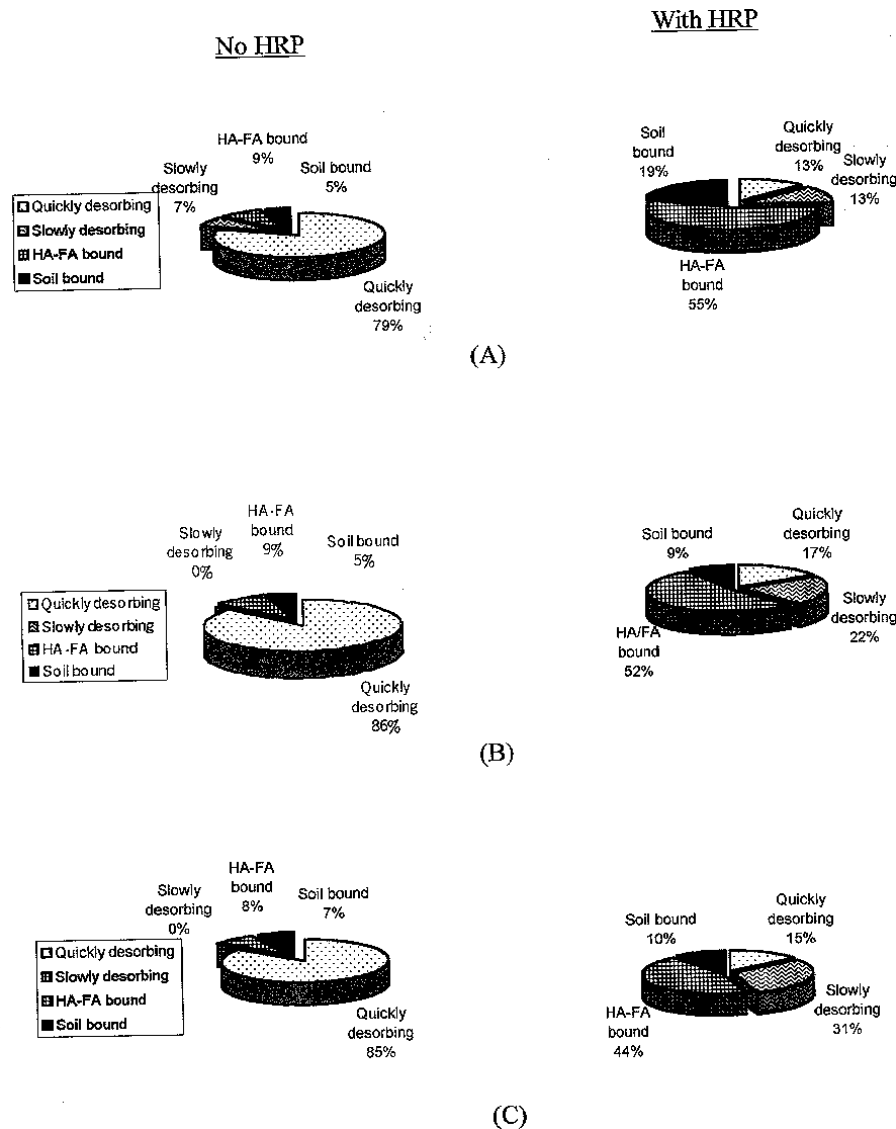 No HRP
With HRP
HA-FA bound
9%
Slowly
desorbing
7%
Soil bound
5%
Quickly desorbing
Slowly desorbing
HA-FA bound
Soil bound
Quickly
desorbing
79%
Soil
bound
19%
Quickly
desorbing
13%
Slowly
desorbing
13%
HA-FA
bound
55%
(A)
Slowly
desorbing
0%
HA-FA
bound
9%
Soil bound
5%
Quickly desorbing
Slowly desorbing
HA-FA bound
Soil bound
Quickly
desorbing
86%
Soil bound
9%
Quickly
desorbing
17%
Slowly
desorbing
22%
HA/FA
bound
52%
(B)
Slowly
desorbing
0%
HA-FA
bound
8%
Soil bound
7%
Quickly desorbing
Slowly desorbing
HA-FA bound
Soil bound
Quickly
desorbing
85%
Soil bound
10%
Quickly
desorbing
15%
Slowly
desorbing
31%
HA-FA
bound
44%
(C)